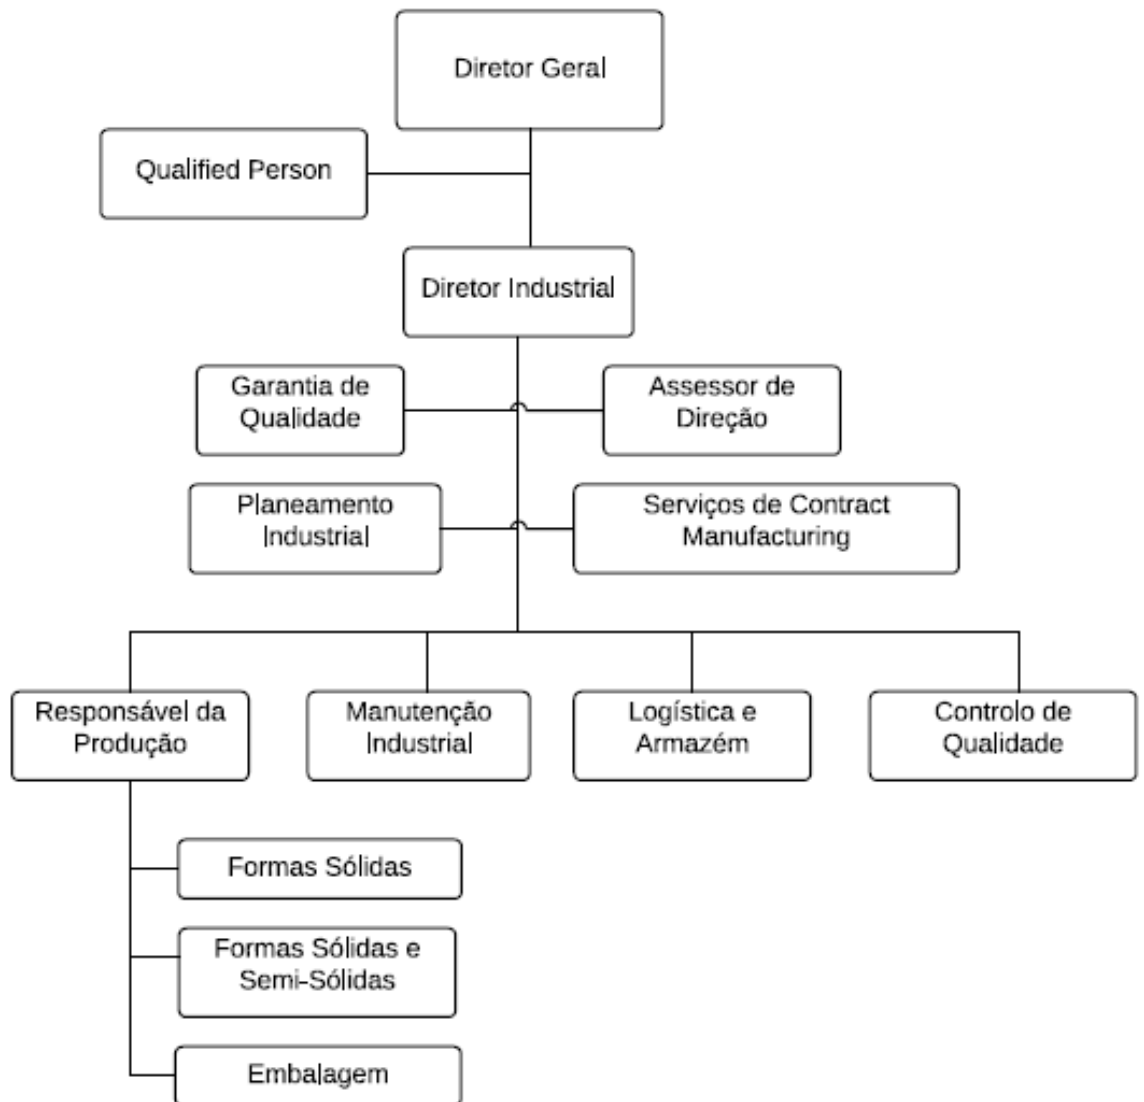 Diretor Geral
Qualified Person
Diretor Industrial
Garantia de
Qualidade
Assessor de
Direção
Planeamento
Industrial
Serviços de Contract
Manufacturing
Responsável da
Produção
Manutenção
Industrial
Logística e
Armazém
Controlo de
Qualidade
Formas Sólidas
Formas Sólidas e
Semi-Sólidas
Embalagem